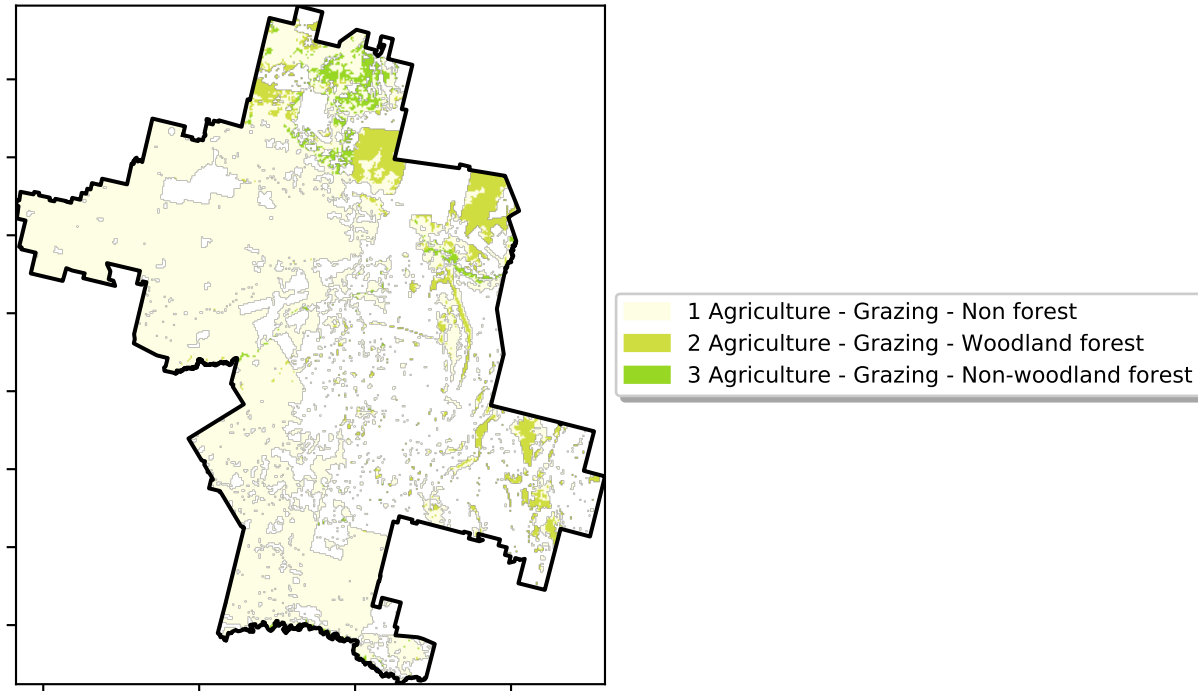 1 Agriculture - Grazing - Non forest
2 Agriculture - Grazing - Woodland forest
3 Agriculture - Grazing - Non-woodland forest